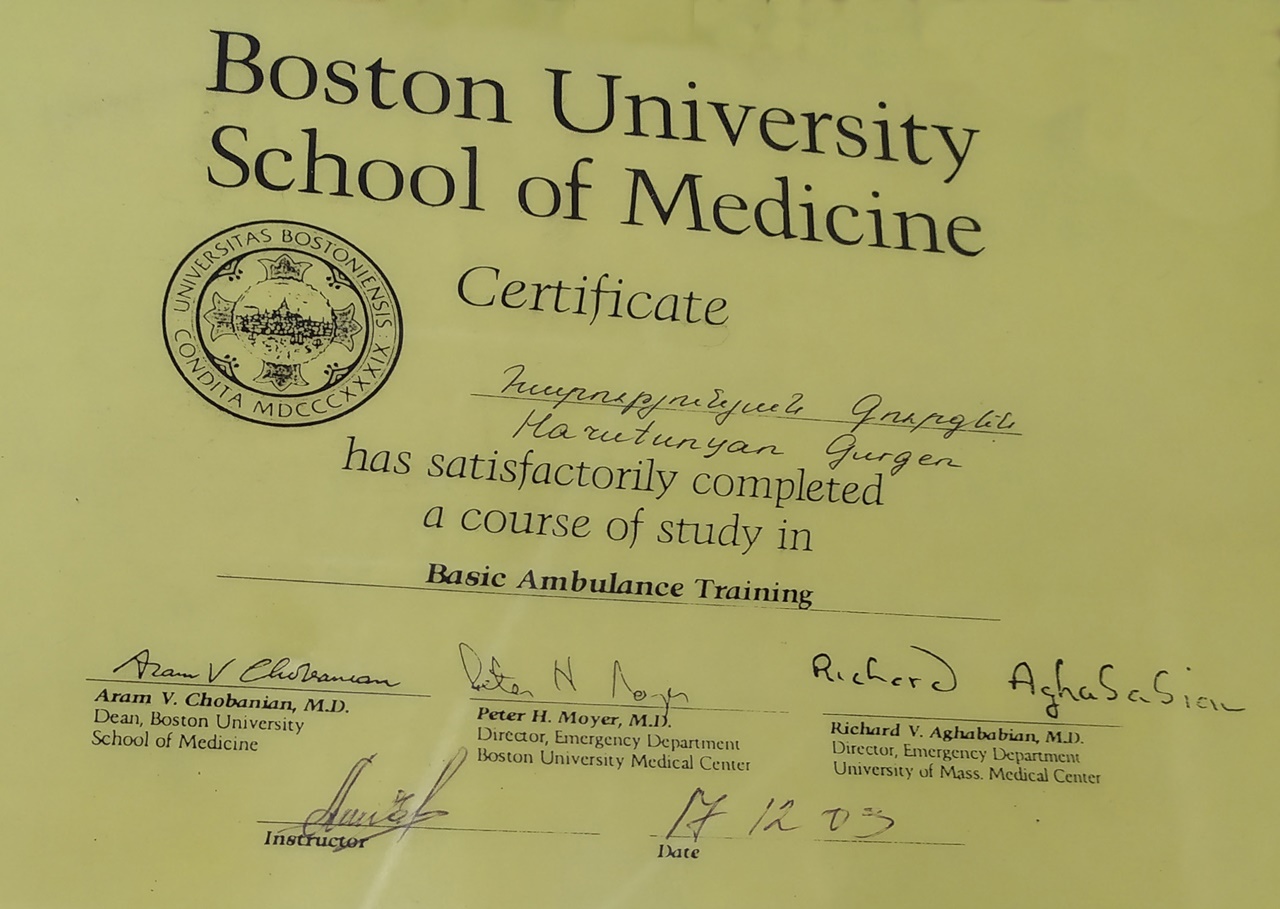 Boston University
School of Medicine
UNIVERSITAS BOSTONIENSIS
CONDITA MDCCCXXXIX
Certificate
Հարությունյան Գուրգեն
Harutunyan Gurgen
has satisfactorily completed
a course of study in
Basic Ambulance Training
Aram V Chobanian
Peter H Moyer
Richard Aghababian
Aram V. Chobanian, M.D.
Dean, Boston University
School of Medicine
Peter H. Moyer, M.D.
Director, Emergency Department
Boston University Medical Center
Richard V. Aghababian, M.D.
Director, Emergency Department
University of Mass. Medical Center
Instructor
17 12 03
Date